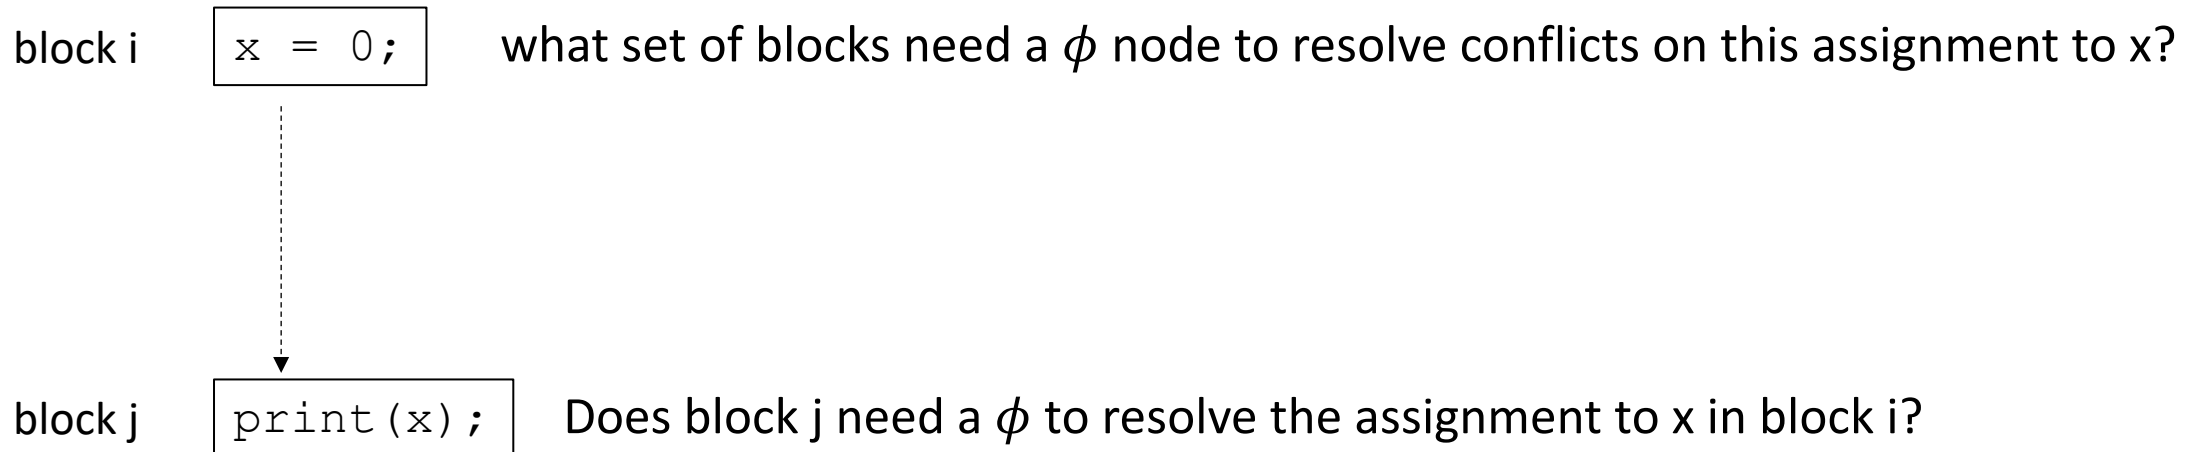 block i x = 0; what set of blocks need a ϕ node to resolve conflicts on this assignment to x?
block j print(x); Does block j need a ϕ to resolve the assignment to x in block i?